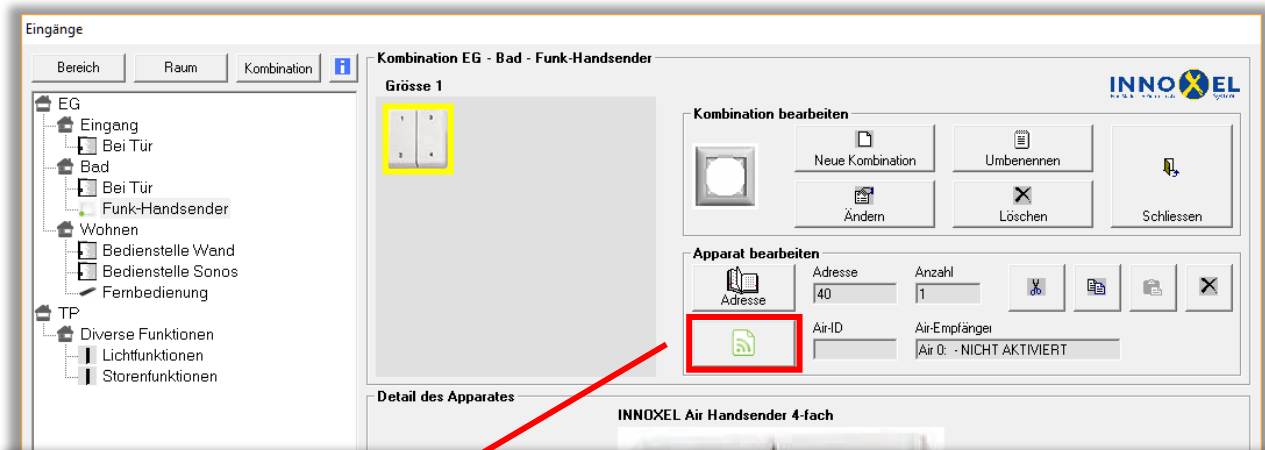 Eingänge
Bereich
Raum
Kombination
EG
Eingang
Bei Tür
Bad
Bei Tür
Funk-Handsender
Wohnen
Bedienstelle Wand
Bedienstelle Sonos
Fernbedienung
TP
Diverse Funktionen
Lichtfunktionen
Storenfunktionen
Kombination EG - Bad - Funk-Handsender
Grösse 1
INNOXEL
Kombination bearbeiten
Neue Kombination
Umbenennen
Ändern
Löschen
Schliessen
Apparat bearbeiten
Adresse
Adresse
40
Anzahl
1
Air-ID
Air-Empfänger
Air 0: - NICHT AKTIVIERT
Detail des Apparates
INNOXEL Air Handsender 4-fach